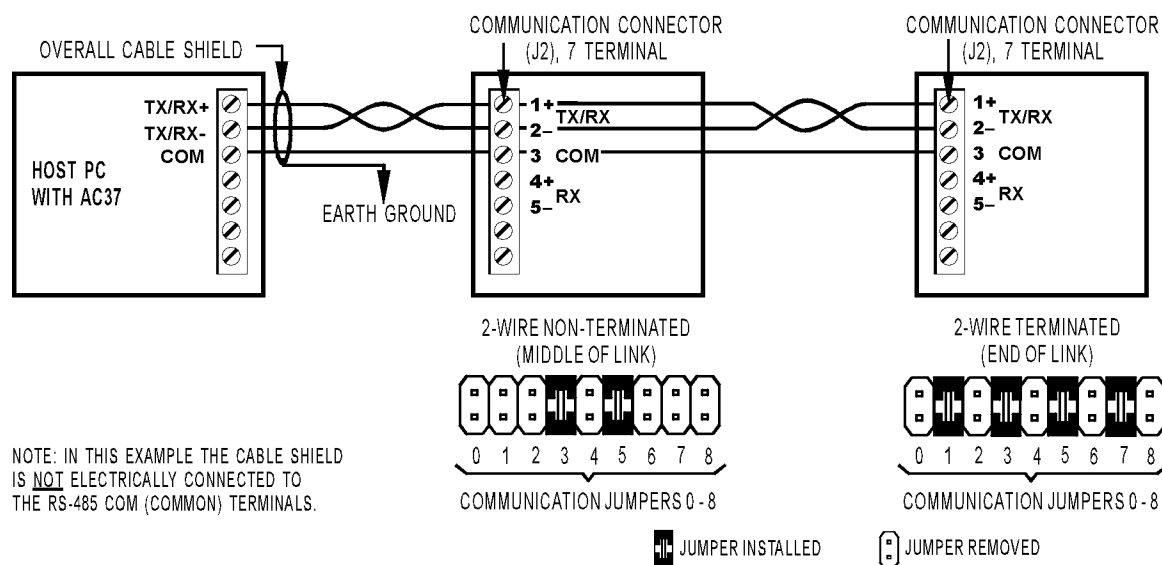 OVERALL CABLE SHIELD
COMMUNICATION CONNECTOR
(J2), 7 TERMINAL
COMMUNICATION CONNECTOR
(J2), 7 TERMINAL
TX/RX+
TX/RX-
COM
HOST PC
WITH AC37
EARTH GROUND
1+
2–
TX/RX
3 COM
4+
5–
RX
1+
2–
TX/RX
3 COM
4+
5–
RX
2-WIRE NON-TERMINATED
(MIDDLE OF LINK)
0 1 2 3 4 5 6 7 8
COMMUNICATION JUMPERS 0 - 8
2-WIRE TERMINATED
(END OF LINK)
0 1 2 3 4 5 6 7 8
COMMUNICATION JUMPERS 0 - 8
NOTE: IN THIS EXAMPLE THE CABLE SHIELD
IS NOT ELECTRICALLY CONNECTED TO
THE RS-485 COM (COMMON) TERMINALS.
JUMPER INSTALLED
JUMPER REMOVED